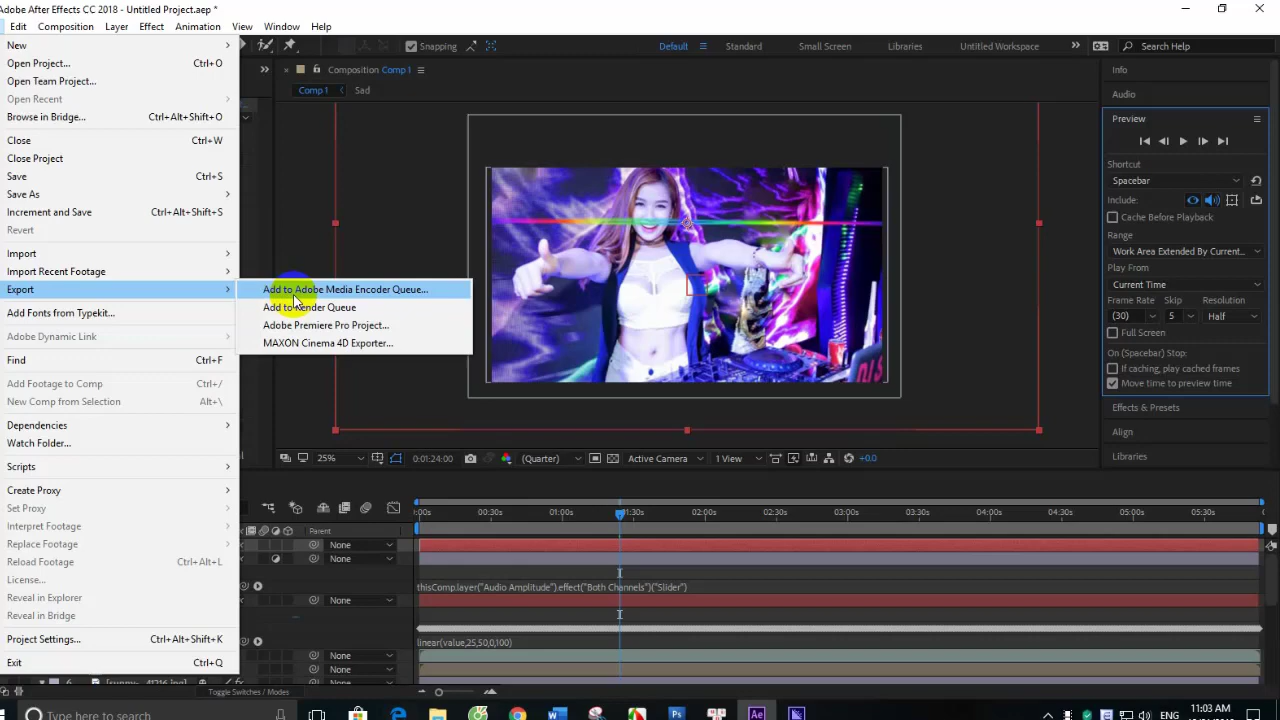 Adobe After Effects CC 2018 - Untitled Project.aep *
Edit Composition Layer Effect Animation View Window Help
Snapping Default Standard Small Screen Libraries Untitled Workspace Search Help
New
Open Project... Ctrl+O
Open Team Project...
Open Recent
Browse in Bridge... Ctrl+Alt+Shift+O
Close Ctrl+W
Close Project
Save Ctrl+S
Save As
Increment and Save Ctrl+Alt+Shift+S
Revert
Import
Import Recent Footage
Export
Add Fonts from Typekit...
Adobe Dynamic Link
Find Ctrl+F
Add Footage to Comp Ctrl+/
New Comp from Selection Alt+\
Dependencies
Watch Folder...
Scripts
Create Proxy
Set Proxy
Interpret Footage
Replace Footage
Reload Footage Ctrl+Alt+L
License...
Reveal in Explorer
Reveal in Bridge
Project Settings... Ctrl+Alt+Shift+K
Exit Ctrl+Q
Add to Adobe Media Encoder Queue...
Add to Render Queue
Adobe Premiere Pro Project...
MAXON Cinema 4D Exporter...
Composition Comp 1
Comp 1 Sad
25% 0:01:24:00 (Quarter) Active Camera 1 View +0.0
Info
Audio
Preview
Shortcut
Spacebar
Include:
Cache Before Playback
Range
Work Area Extended By Current...
Play From
Current Time
Frame Rate Skip Resolution
(30) 5 Half
Full Screen
On (Spacebar) Stop:
If caching, play cached frames
Move time to preview time
Effects & Presets
Align
Libraries
:00s 00:30s 01:00s 01:30s 02:00s 02:30s 03:00s 03:30s 04:00s 04:30s 05:00s 05:30s
Parent
None
None
thisComp.layer("Audio Amplitude").effect("Both Channels")("Slider")
None
linear(value,25,50,0,100)
None
None
None
Toggle Switches / Modes
Type here to search
ENG 11:03 AM